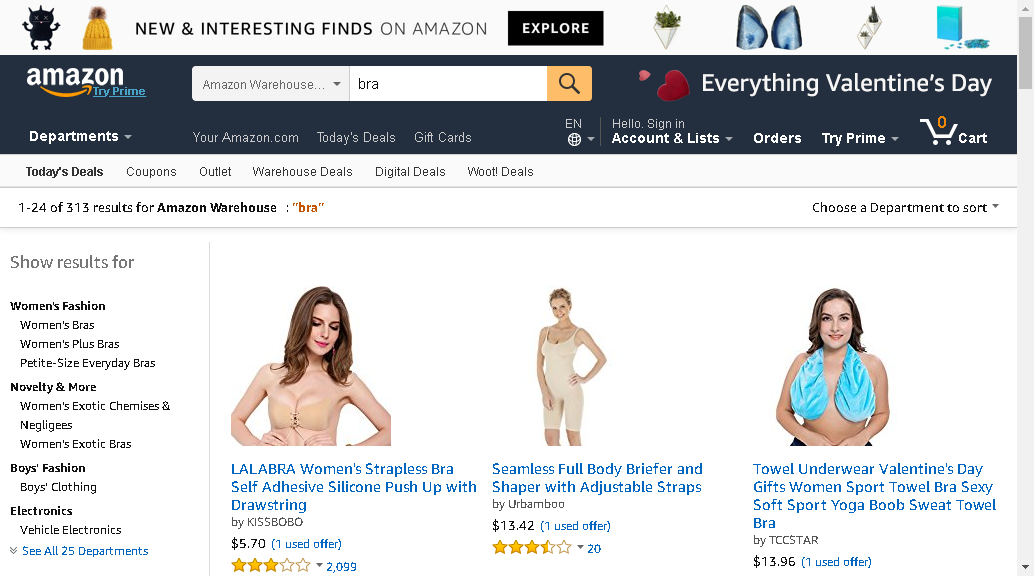 NEW & INTERESTING FINDS ON AMAZON EXPLORE
amazon
Try Prime
Amazon Warehouse...
bra
Everything Valentine's Day
Departments
Your Amazon.com Today's Deals Gift Cards
EN
Hello. Sign in
Account & Lists
Orders
Try Prime
0
Cart
Today's Deals Coupons Outlet Warehouse Deals Digital Deals Woot! Deals
1-24 of 313 results for Amazon Warehouse : "bra"
Choose a Department to sort
Show results for
Women's Fashion
Women's Bras
Women's Plus Bras
Petite-Size Everyday Bras
Novelty & More
Women's Exotic Chemises &
Negligees
Women's Exotic Bras
Boys' Fashion
Boys' Clothing
Electronics
Vehicle Electronics
See All 25 Departments
LALABRA Women's Strapless Bra
Self Adhesive Silicone Push Up with
Drawstring
by KISSBOBO
$5.70 (1 used offer)
2,099
Seamless Full Body Briefer and
Shaper with Adjustable Straps
by Urbamboo
$13.42 (1 used offer)
20
Towel Underwear Valentine's Day
Gifts Women Sport Towel Bra Sexy
Soft Sport Yoga Boob Sweat Towel
Bra
by TCCSTAR
$13.96 (1 used offer)